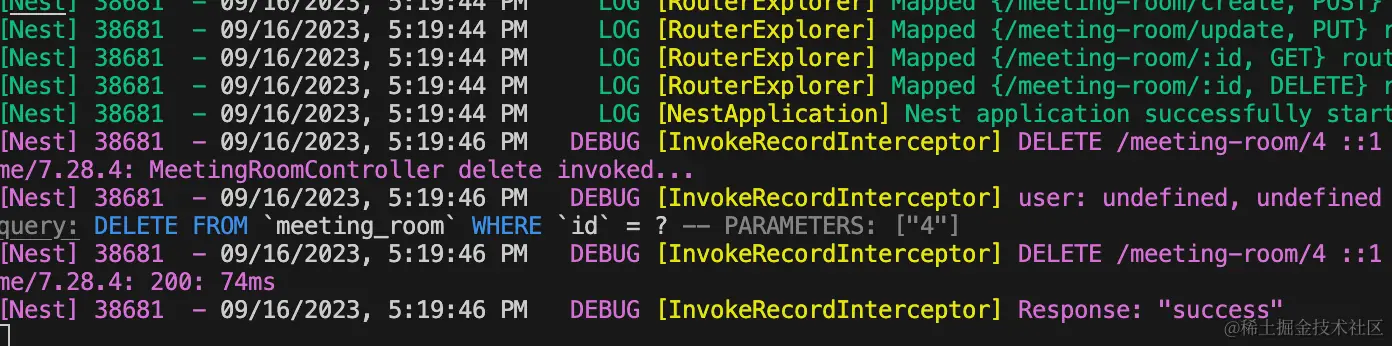 [Nest] 38681  - 09/16/2023, 5:19:44 PM     LOG [RouterExplorer] Mapped {/meeting-room/create, POST}
[Nest] 38681  - 09/16/2023, 5:19:44 PM     LOG [RouterExplorer] Mapped {/meeting-room/update, PUT} r
[Nest] 38681  - 09/16/2023, 5:19:44 PM     LOG [RouterExplorer] Mapped {/meeting-room/:id, GET} rout
[Nest] 38681  - 09/16/2023, 5:19:44 PM     LOG [RouterExplorer] Mapped {/meeting-room/:id, DELETE} r
[Nest] 38681  - 09/16/2023, 5:19:44 PM     LOG [NestApplication] Nest application successfully start
[Nest] 38681  - 09/16/2023, 5:19:46 PM   DEBUG [InvokeRecordInterceptor] DELETE /meeting-room/4 ::1
me/7.28.4: MeetingRoomController delete invoked...
[Nest] 38681  - 09/16/2023, 5:19:46 PM   DEBUG [InvokeRecordInterceptor] user: undefined, undefined
query: DELETE FROM `meeting_room` WHERE `id` = ? -- PARAMETERS: ["4"]
[Nest] 38681  - 09/16/2023, 5:19:46 PM   DEBUG [InvokeRecordInterceptor] DELETE /meeting-room/4 ::1
me/7.28.4: 200: 74ms
[Nest] 38681  - 09/16/2023, 5:19:46 PM   DEBUG [InvokeRecordInterceptor] Response: "success"
@稀土掘金技术社区